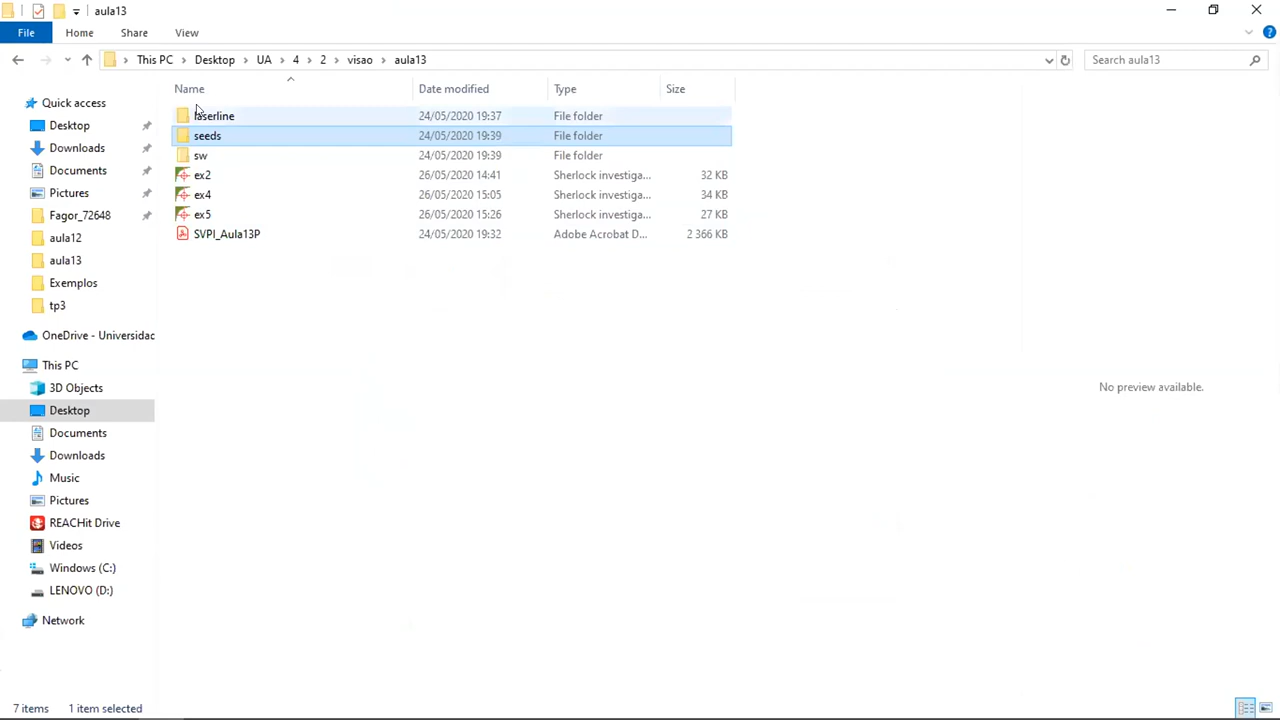 aula13
File Home Share View
This PC Desktop UA 4 2 visao aula13 Search aula13
Name Date modified Type Size
Quick access
Desktop
Downloads
Documents
Pictures
Fagor_72648
aula12
aula13
Exemplos
tp3
OneDrive - Universidac
This PC
3D Objects
Desktop
Documents
Downloads
Music
Pictures
REACHit Drive
Videos
Windows (C:)
LENOVO (D:)
Network
laserline 24/05/2020 19:37 File folder
seeds 24/05/2020 19:39 File folder
sw 24/05/2020 19:39 File folder
ex2 26/05/2020 14:41 Sherlock investiga... 32 KB
ex4 26/05/2020 15:05 Sherlock investiga... 34 KB
ex5 26/05/2020 15:26 Sherlock investiga... 27 KB
SVPI_Aula13P 24/05/2020 19:32 Adobe Acrobat D... 2 366 KB
No preview available.
7 items 1 item selected